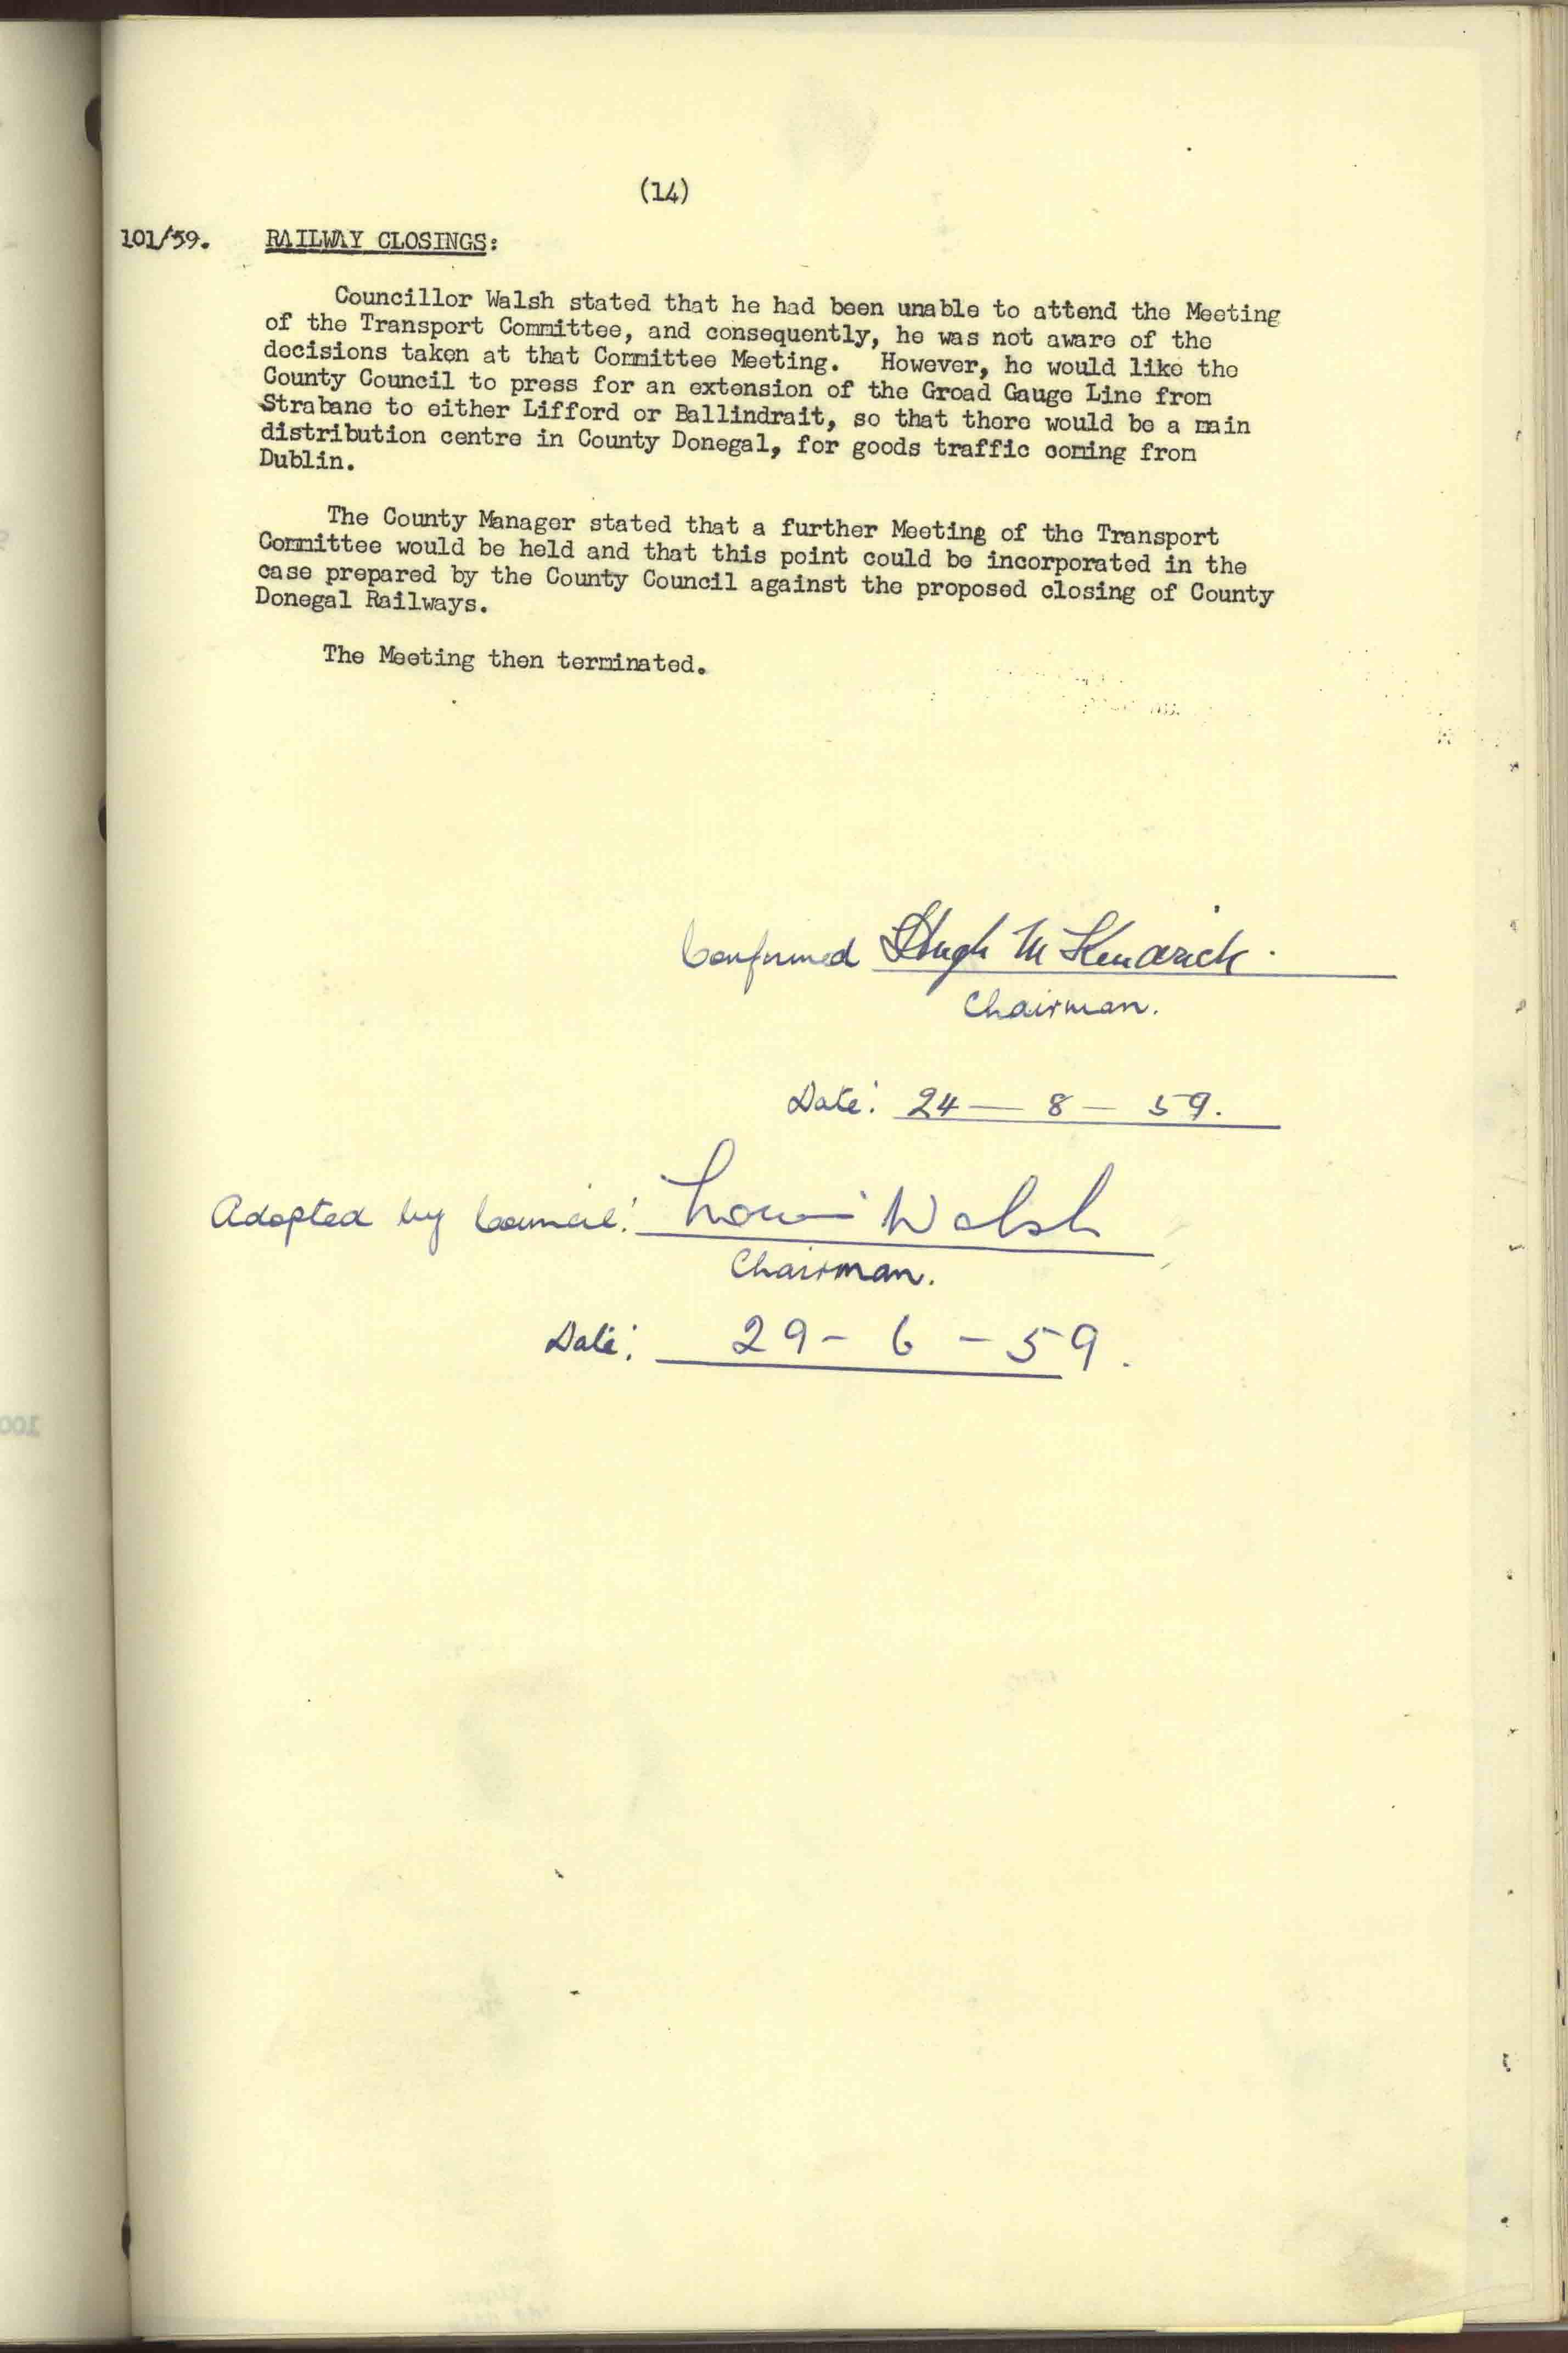 (14)
101/59. RAILWAY CLOSINGS:
Councillor Walsh stated that he had been unable to attend the Meeting
of the Transport Committee, and consequently, he was not aware of the
decisions taken at that Committee Meeting. However, he would like the
County Council to press for an extension of the Groad Gauge Line from
Strabane to either Lifford or Ballindrait, so that there would be a main
distribution centre in County Donegal, for goods traffic coming from
Dublin.
The County Manager stated that a further Meeting of the Transport
Committee would be held and that this point could be incorporated in the
case prepared by the County Council against the proposed closing of County
Donegal Railways.
The Meeting then terminated.
Confirmed Hugh McKendrick.
Chairman.
Date: 24 — 8 — 59.
Adopted by Council: Louis Walsh
Chairman.
Date: 29 - 6 - 59.
100